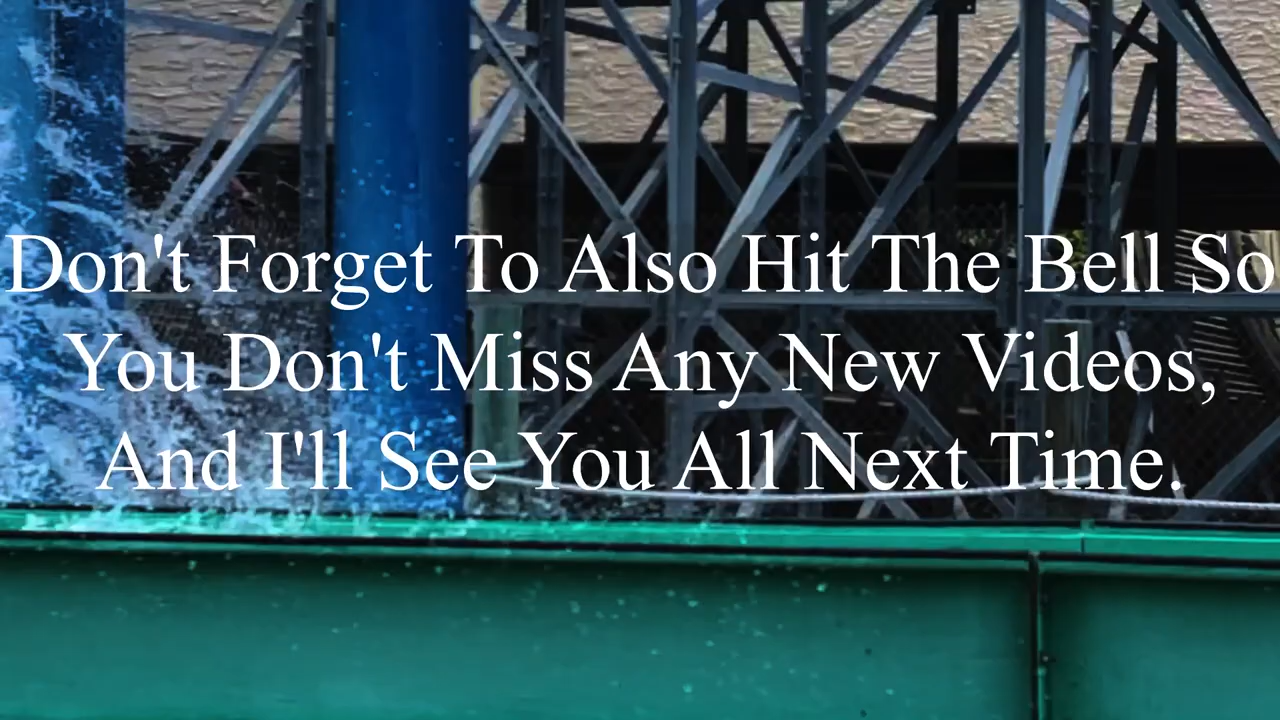 Don't Forget To Also Hit The Bell So
You Don't Miss Any New Videos,
And I'll See You All Next Time.